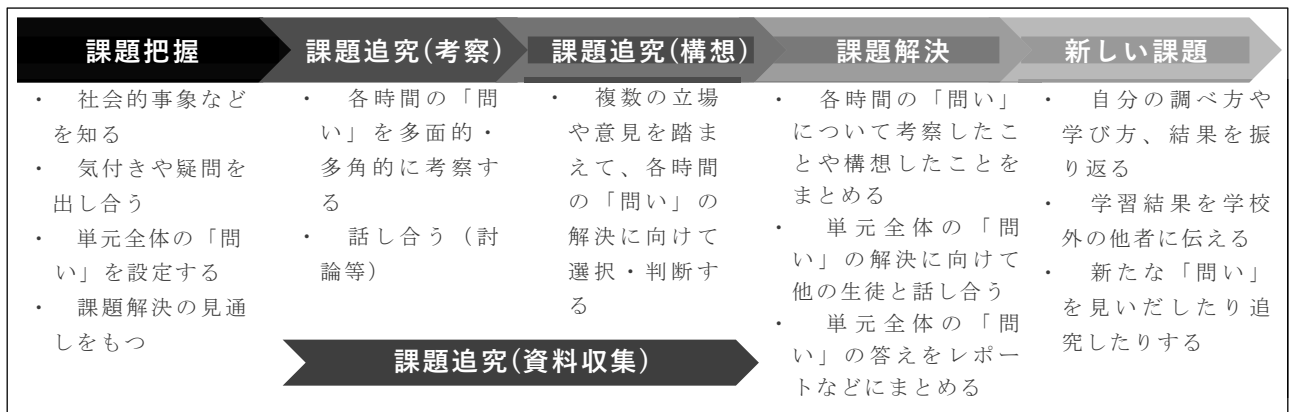 課題把握
課題追究(考察)
課題追究(構想)
課題解決
新しい課題
・ 社会的事象など
を知る
・ 気付きや疑問を
出し合う
・ 単元全体の「問
い」を設定する
・ 課題解決の見通
しをもつ
・ 各時間の「問
い」を多面的・
多角的に考察す
る
・ 話し合う（討
論等）
・ 複数の立場
や意見を踏ま
えて、各時間
の「問い」の
解決に向けて
選択・判断す
る
課題追究(資料収集)
・ 各時間の「問い」
について考察したこ
とや構想したことを
まとめる
・ 単元全体の「問
い」の解決に向けて
他の生徒と話し合う
・ 単元全体の「問
い」の答えをレポー
トなどにまとめる
・ 自分の調べ方や
学び方、結果を振
り返る
・ 学習結果を学校
外の他者に伝える
・ 新たな「問い」
を見いだしたり追
究したりする